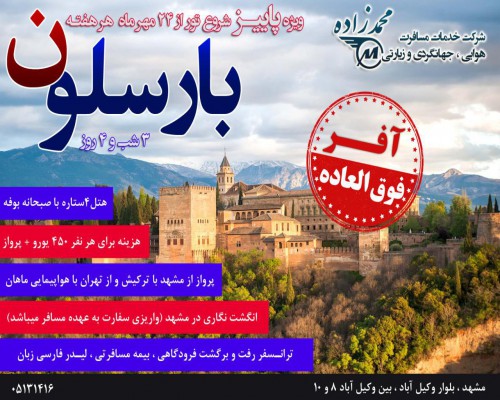 ویژه پاییز شروع تور از ۲۴ مهرماه هرهفته
بارسلون
۳ شب و ۴ روز
محمدزاده
شرکت خدمات مسافرت
هوایی، جهانگردی و زیارتی
آفر
فوق العاده
هتل ۴ستاره با صبحانه بوفه
هزینه برای هر نفر ۴۵۰ یورو + پرواز
پرواز از مشهد با ترکیش و از تهران با هواپیمایی ماهان
انگشت نگاری در مشهد (واریزی سفارت به عهده مسافر میباشد)
ترانسفر رفت و برگشت فرودگاهی ، بیمه مسافرتی ، لیدر فارسی زبان
مشهد ، بلوار وکیل آباد ، بین وکیل آباد ۸ و ۱۰
۰۵۱۳۱۴۱۶